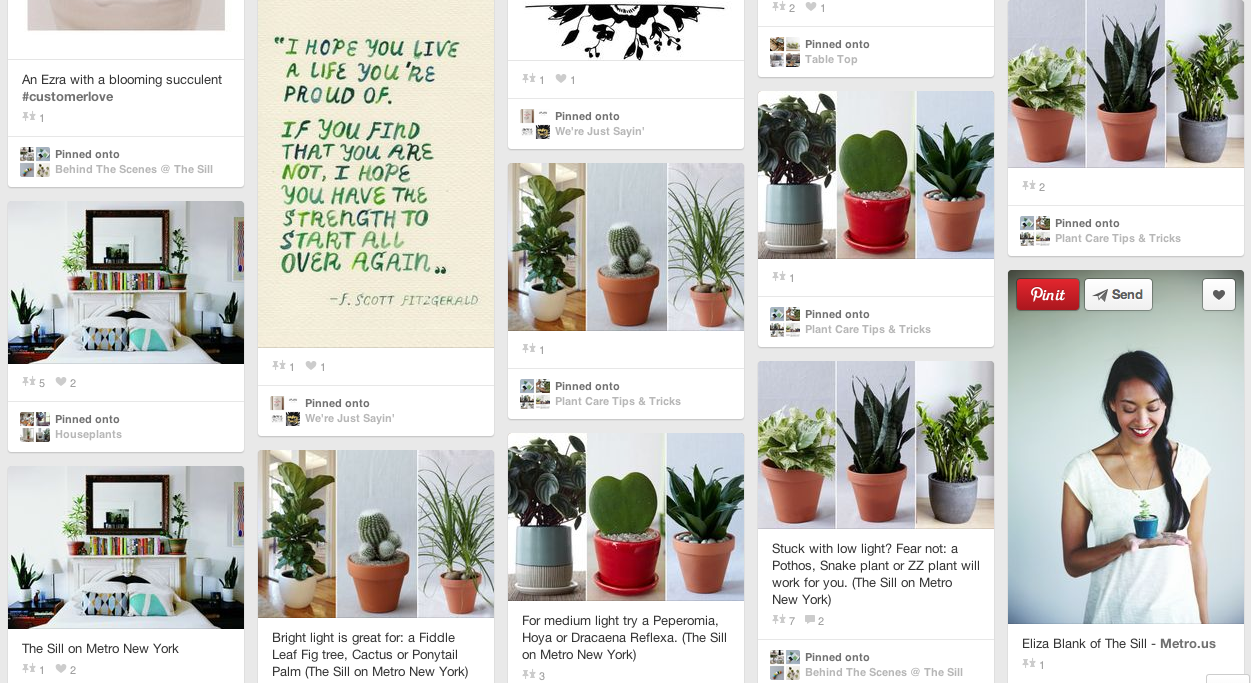 An Ezra with a blooming succulent
#customerlove
1
Pinned onto
Behind The Scenes @ The Sill
5 2
Pinned onto
Houseplants
The Sill on Metro New York
1 2
"I HOPE YOU LIVE
A LIFE YOU'RE
PROUD OF.
IF YOU FIND
THAT YOU ARE
NOT, I HOPE
YOU HAVE THE
STRENGTH TO
START ALL
OVER AGAIN„
-F. SCOTT FITZGERALD
1 1
Pinned onto
We're Just Sayin'
Bright light is great for: a Fiddle
Leaf Fig tree, Cactus or Ponytail
Palm (The Sill on Metro New York)
1 1
Pinned onto
We're Just Sayin'
1
Pinned onto
Plant Care Tips & Tricks
For medium light try a Peperomia,
Hoya or Dracaena Reflexa. (The Sill
on Metro New York)
3
2 1
Pinned onto
Table Top
1
Pinned onto
Plant Care Tips & Tricks
Stuck with low light? Fear not: a
Pothos, Snake plant or ZZ plant will
work for you. (The Sill on Metro
New York)
7 2
Pinned onto
Behind The Scenes @ The Sill
2
Pinned onto
Plant Care Tips & Tricks
Pinit Send
Eliza Blank of The Sill - Metro.us
1